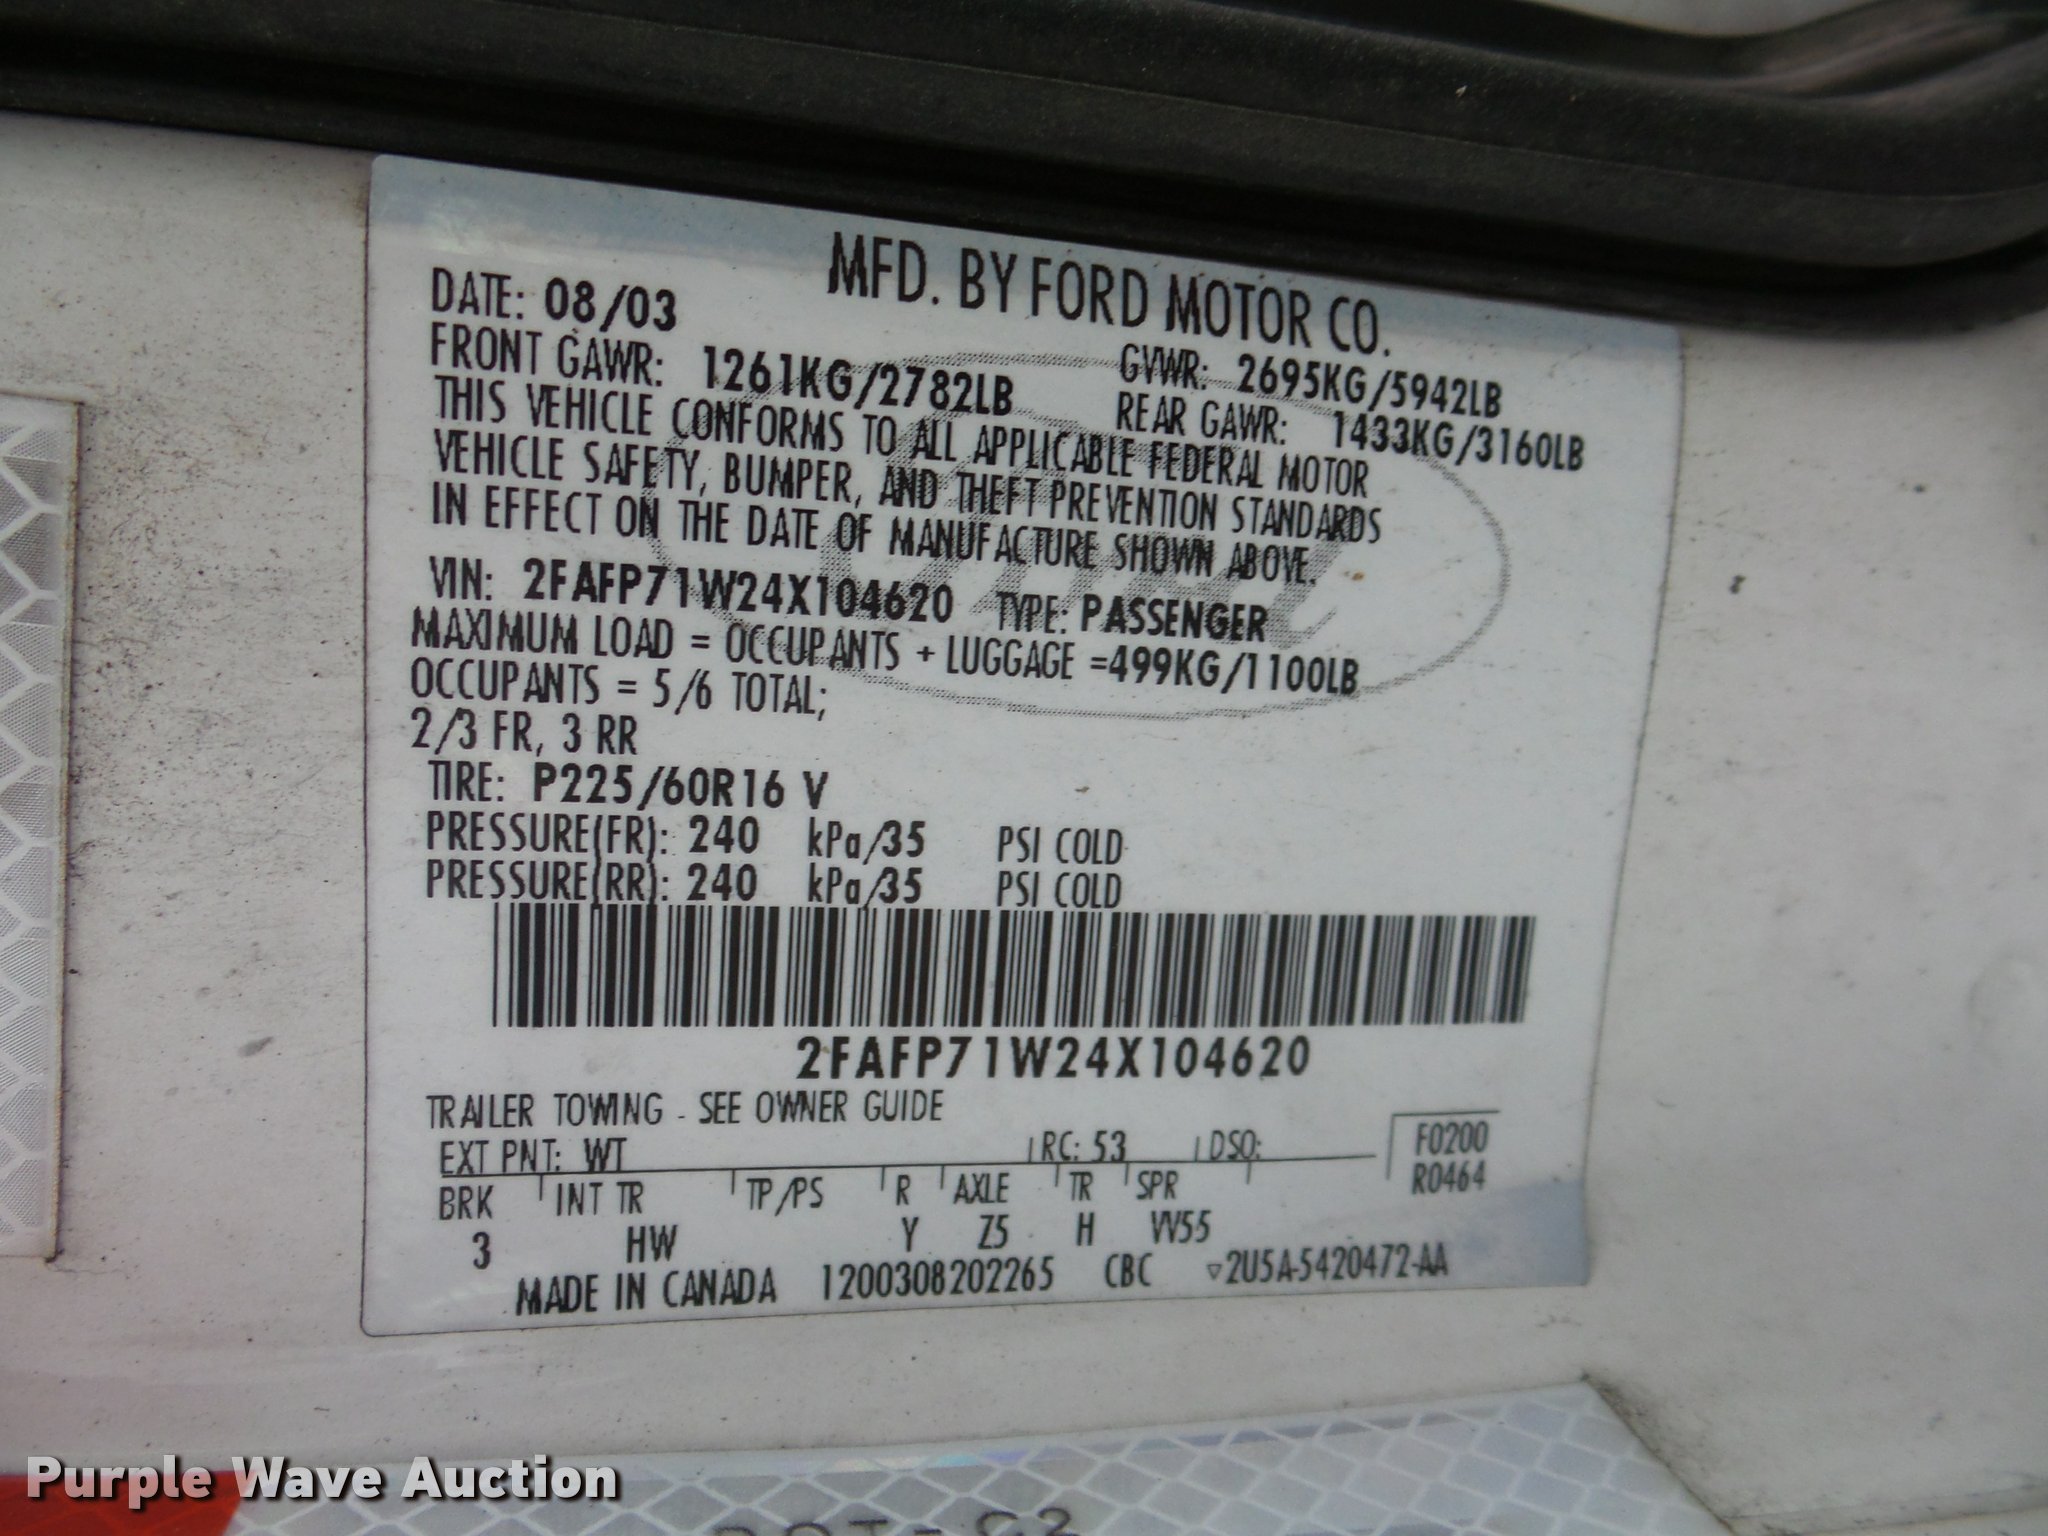 MFD. BY FORD MOTOR CO.
DATE: 08/03 GVWR: 2695KG/5942LB
FRONT GAWR: 1261KG/2782LB REAR GAWR: 1433KG/3160LB
THIS VEHICLE CONFORMS TO ALL APPLICABLE FEDERAL MOTOR
VEHICLE SAFETY, BUMPER, AND THEFT PREVENTION STANDARDS
IN EFFECT ON THE DATE OF MANUFACTURE SHOWN ABOVE.
VIN: 2FAFP71W24X104620 TYPE: PASSENGER
MAXIMUM LOAD = OCCUPANTS + LUGGAGE =499KG/1100LB
OCCUPANTS = 5/6 TOTAL;
2/3 FR, 3 RR
TIRE: P225/60R16 V
PRESSURE(FR): 240 kPa/35 PSI COLD
PRESSURE(RR): 240 kPa/35 PSI COLD
2FAFP71W24X104620
TRAILER TOWING - SEE OWNER GUIDE
EXT PNT: WT RC: 53 DSO: F0200
R0464
BRK INT TR TP/PS R AXLE TR SPR
3 HW Y Z5 H VV55
MADE IN CANADA 1200308202265 CBC ▽2U5A-5420472-AA
Purple Wave Auction